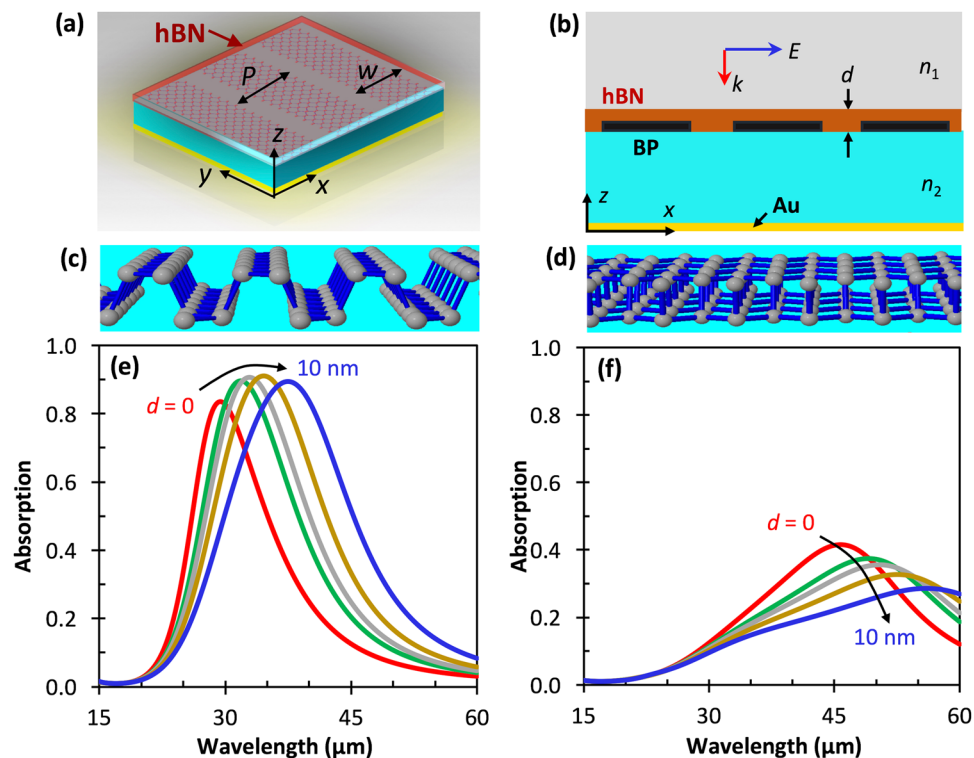 (a)
hBN
P
w
z
y
x
(b)
E
k
d
n1
hBN
BP
n2
z
Au
x
(c)
(d)
(e)
10 nm
d = 0
1.0
0.8
0.6
0.4
0.2
0.0
Absorption
15
30
45
60
Wavelength (µm)
(f)
d = 0
10 nm
1.0
0.8
0.6
0.4
0.2
0.0
Absorption
15
30
45
60
Wavelength (µm)